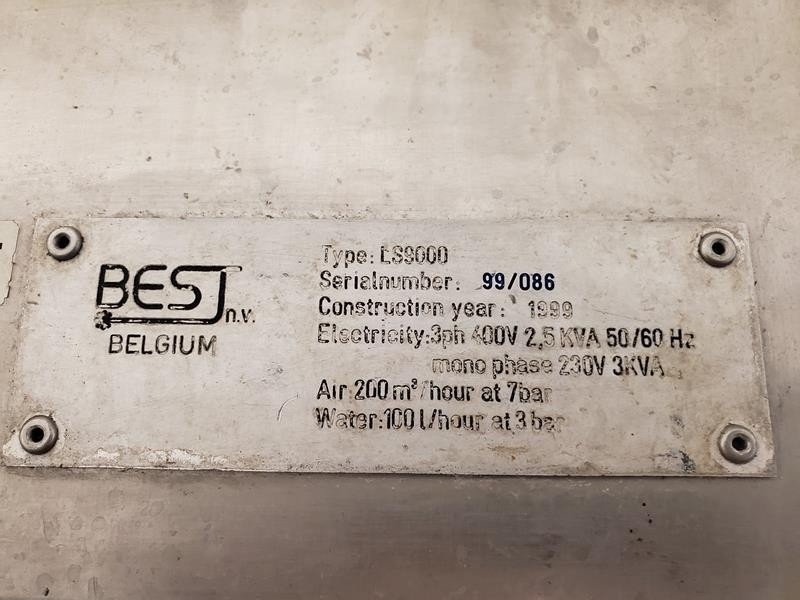 BEST n.v.
BELGIUM
Type: LS9000
Serialnumber: 99/086
Construction year: 1999
Electricity:3ph 400V 2,5 KVA 50/60 Hz
mono phase 230V 3KVA
Air:200 m³/hour at 7bar
Water:100 l/hour at 3 bar